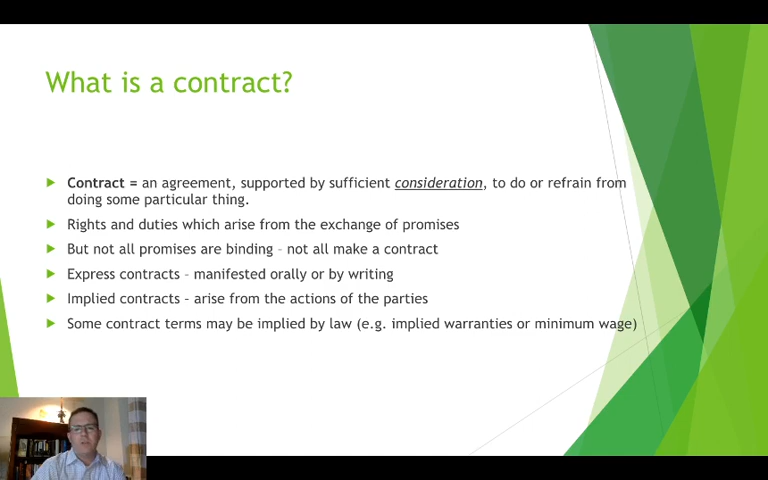 What is a contract?
Contract = an agreement, supported by sufficient consideration, to do or refrain from
doing some particular thing.
Rights and duties which arise from the exchange of promises
But not all promises are binding – not all make a contract
Express contracts – manifested orally or by writing
Implied contracts – arise from the actions of the parties
Some contract terms may be implied by law (e.g. implied warranties or minimum wage)